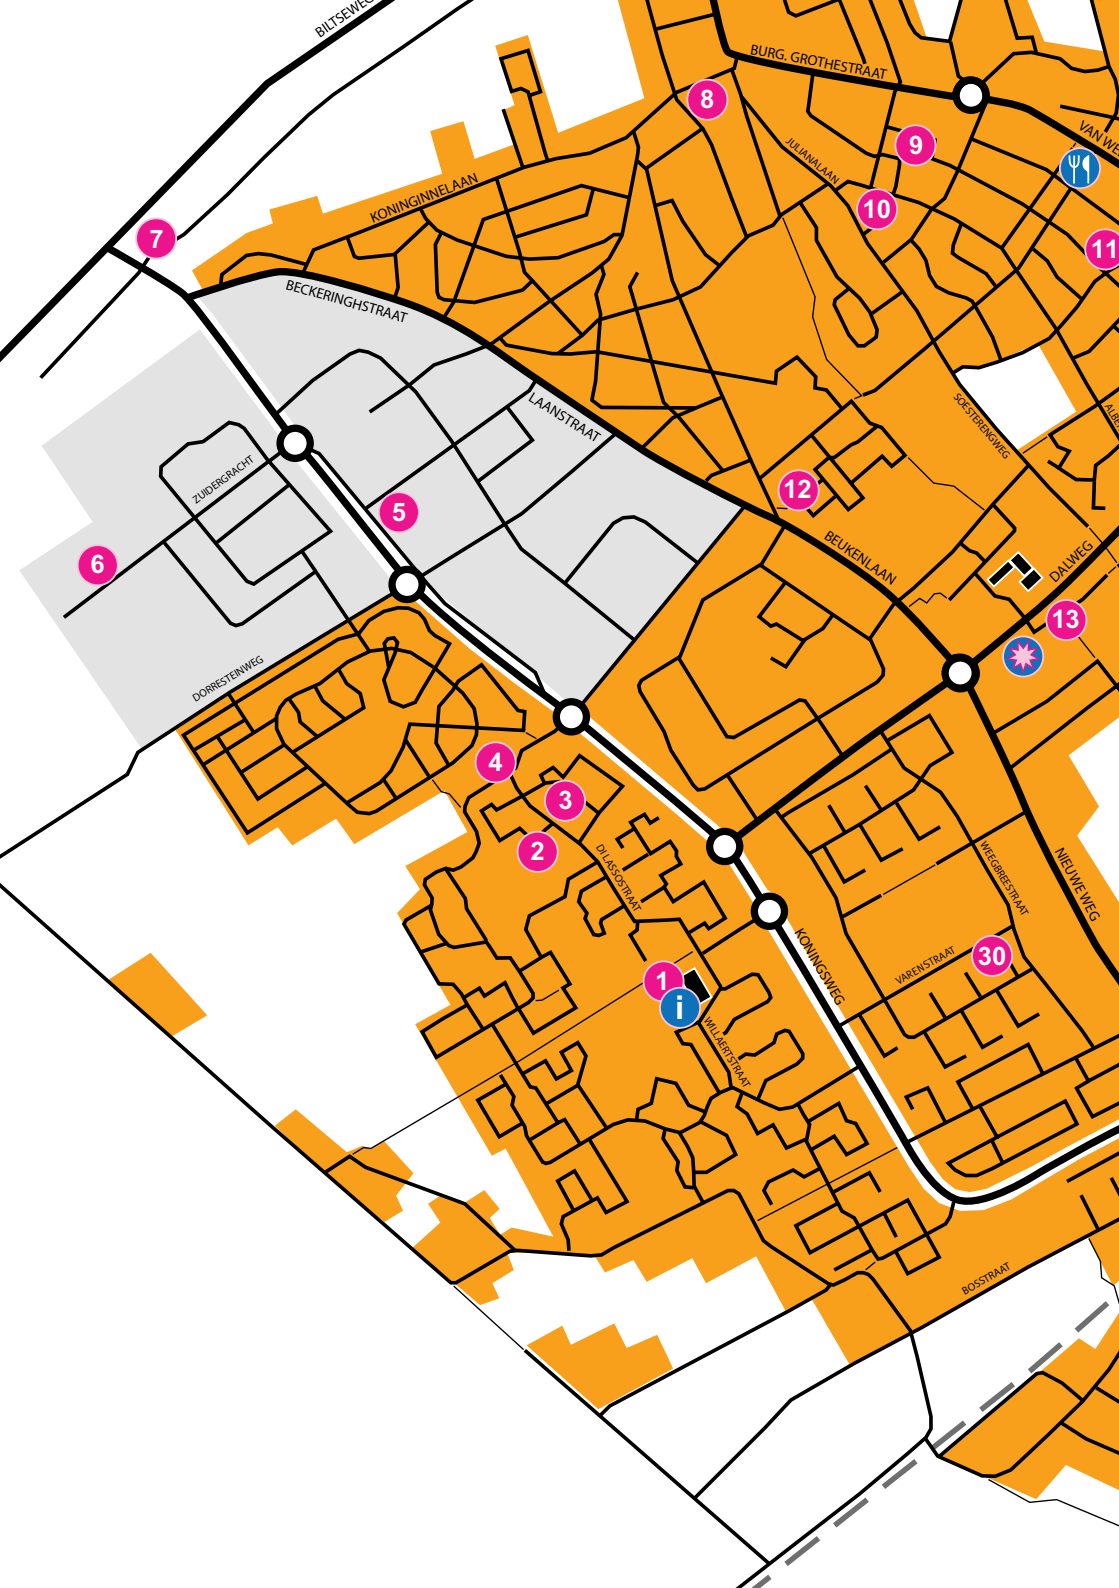 BILTSEWEG
BURG. GROTHESTRAAT
8
VAN WE
9
JULIANALAAN
KONINGINNELAAN
10
7
11
BECKERINGHSTRAAT
LAANSTRAAT
SOESTERENGWEG
ALBE
ZUIDERGRACHT
12
5
BEUKENLAAN
6
DALWEG
13
DORRESTEINWEG
4
3
2
DI LASSOSTRAAT
WEEGBREESTRAAT
NIEUWEWEG
KONINGSWEG
VARENSTRAAT
30
1
i
WILLAERTSTRAAT
BOSSTRAAT